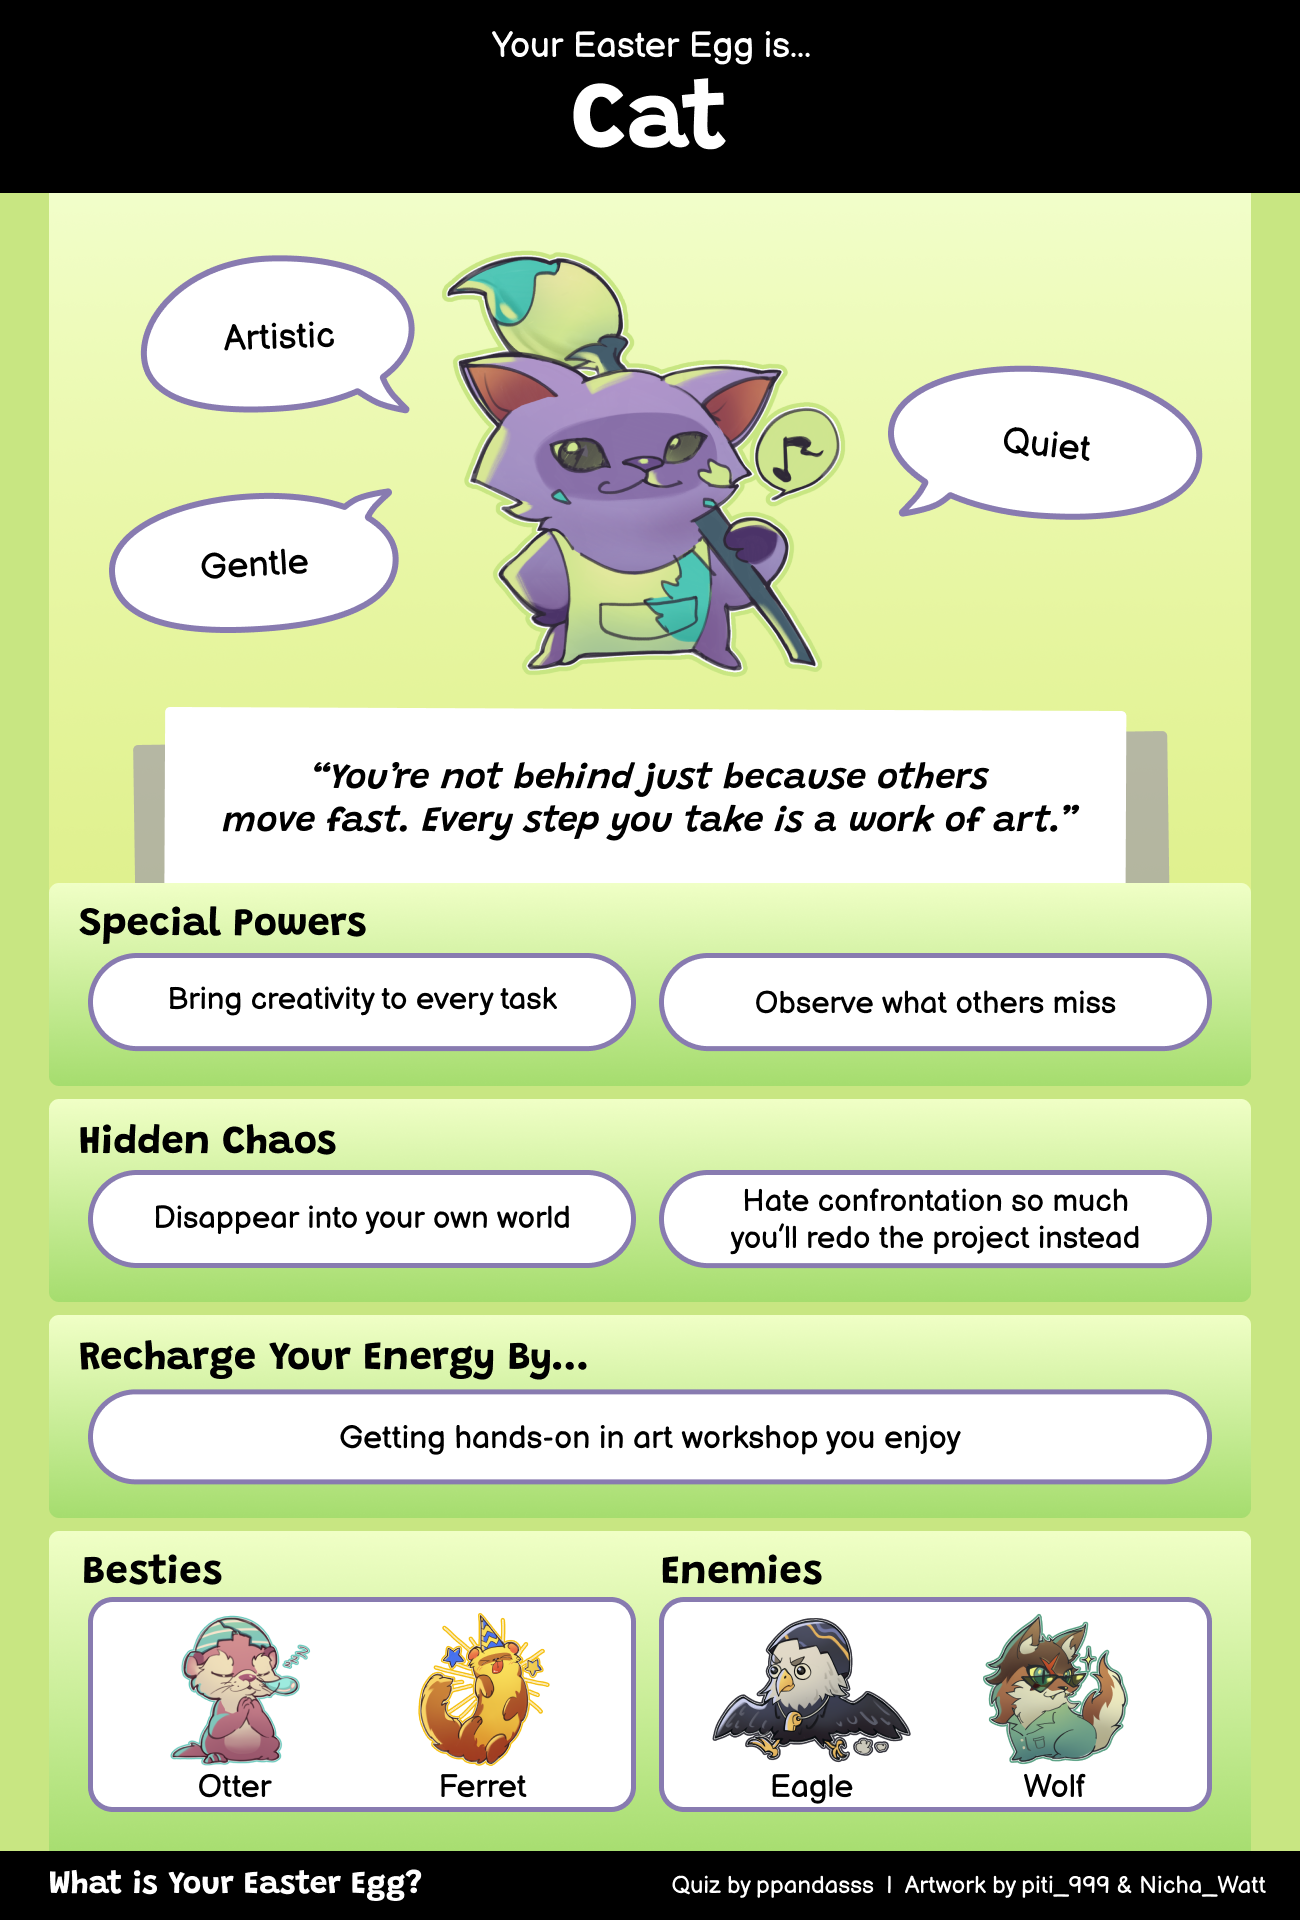 Your Easter Egg is...
Cat
Artistic
Quiet
Gentle
“You’re not behind just because others
move fast. Every step you take is a work of art.”
Special Powers
Bring creativity to every task
Observe what others miss
Hidden Chaos
Disappear into your own world
Hate confrontation so much
you’ll redo the project instead
Recharge Your Energy By...
Getting hands-on in art workshop you enjoy
Besties
Enemies
Otter
Ferret
Eagle
Wolf
What is Your Easter Egg?
Quiz by ppandasss | Artwork by piti_999 & Nicha_Watt